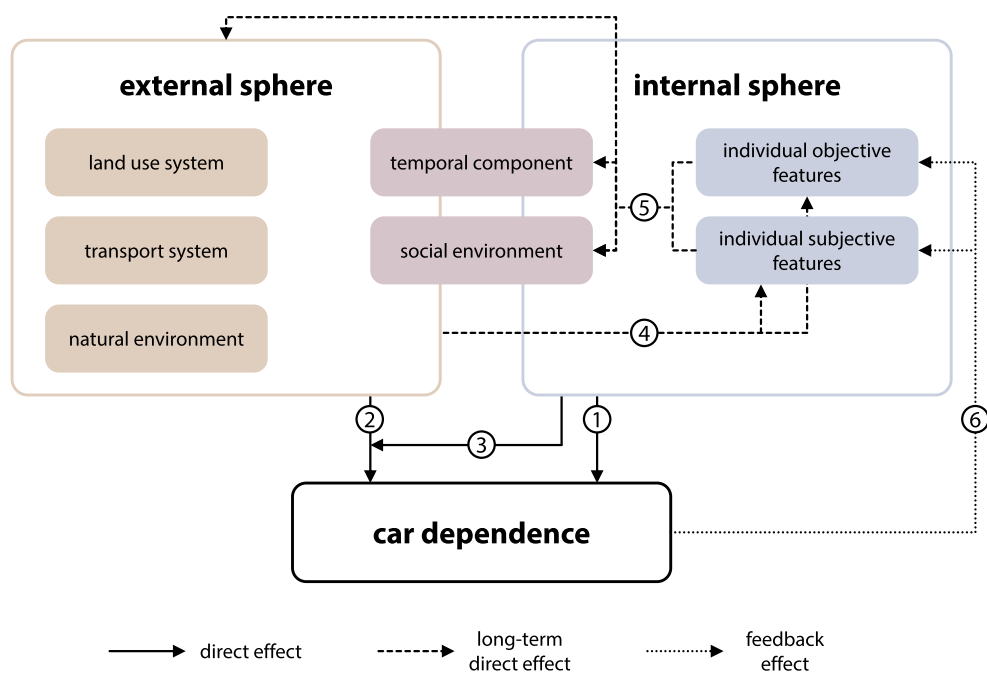 external sphere
internal sphere
land use system
temporal component
individual objective
features
transport system
social environment
5
individual subjective
features
natural environment
4
2
1
6
3
car dependence
direct effect
long-term
direct effect
feedback
effect